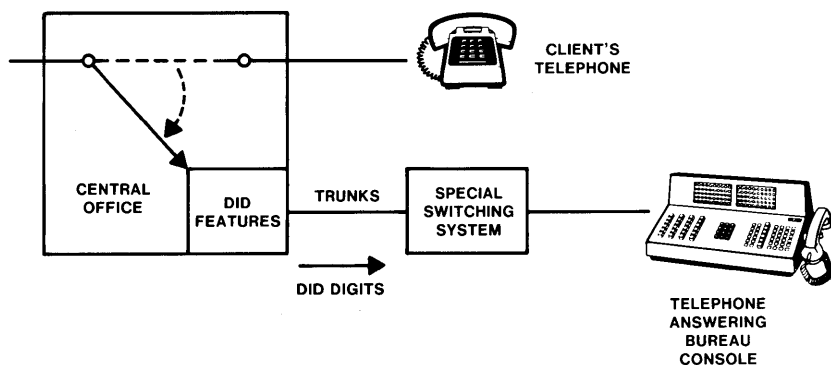 CLIENT'S
TELEPHONE
CENTRAL
OFFICE
DID
FEATURES
TRUNKS
SPECIAL
SWITCHING
SYSTEM
DID DIGITS
TELEPHONE
ANSWERING
BUREAU
CONSOLE